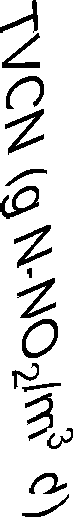 TVCN (g N-NO₂/m³ d)